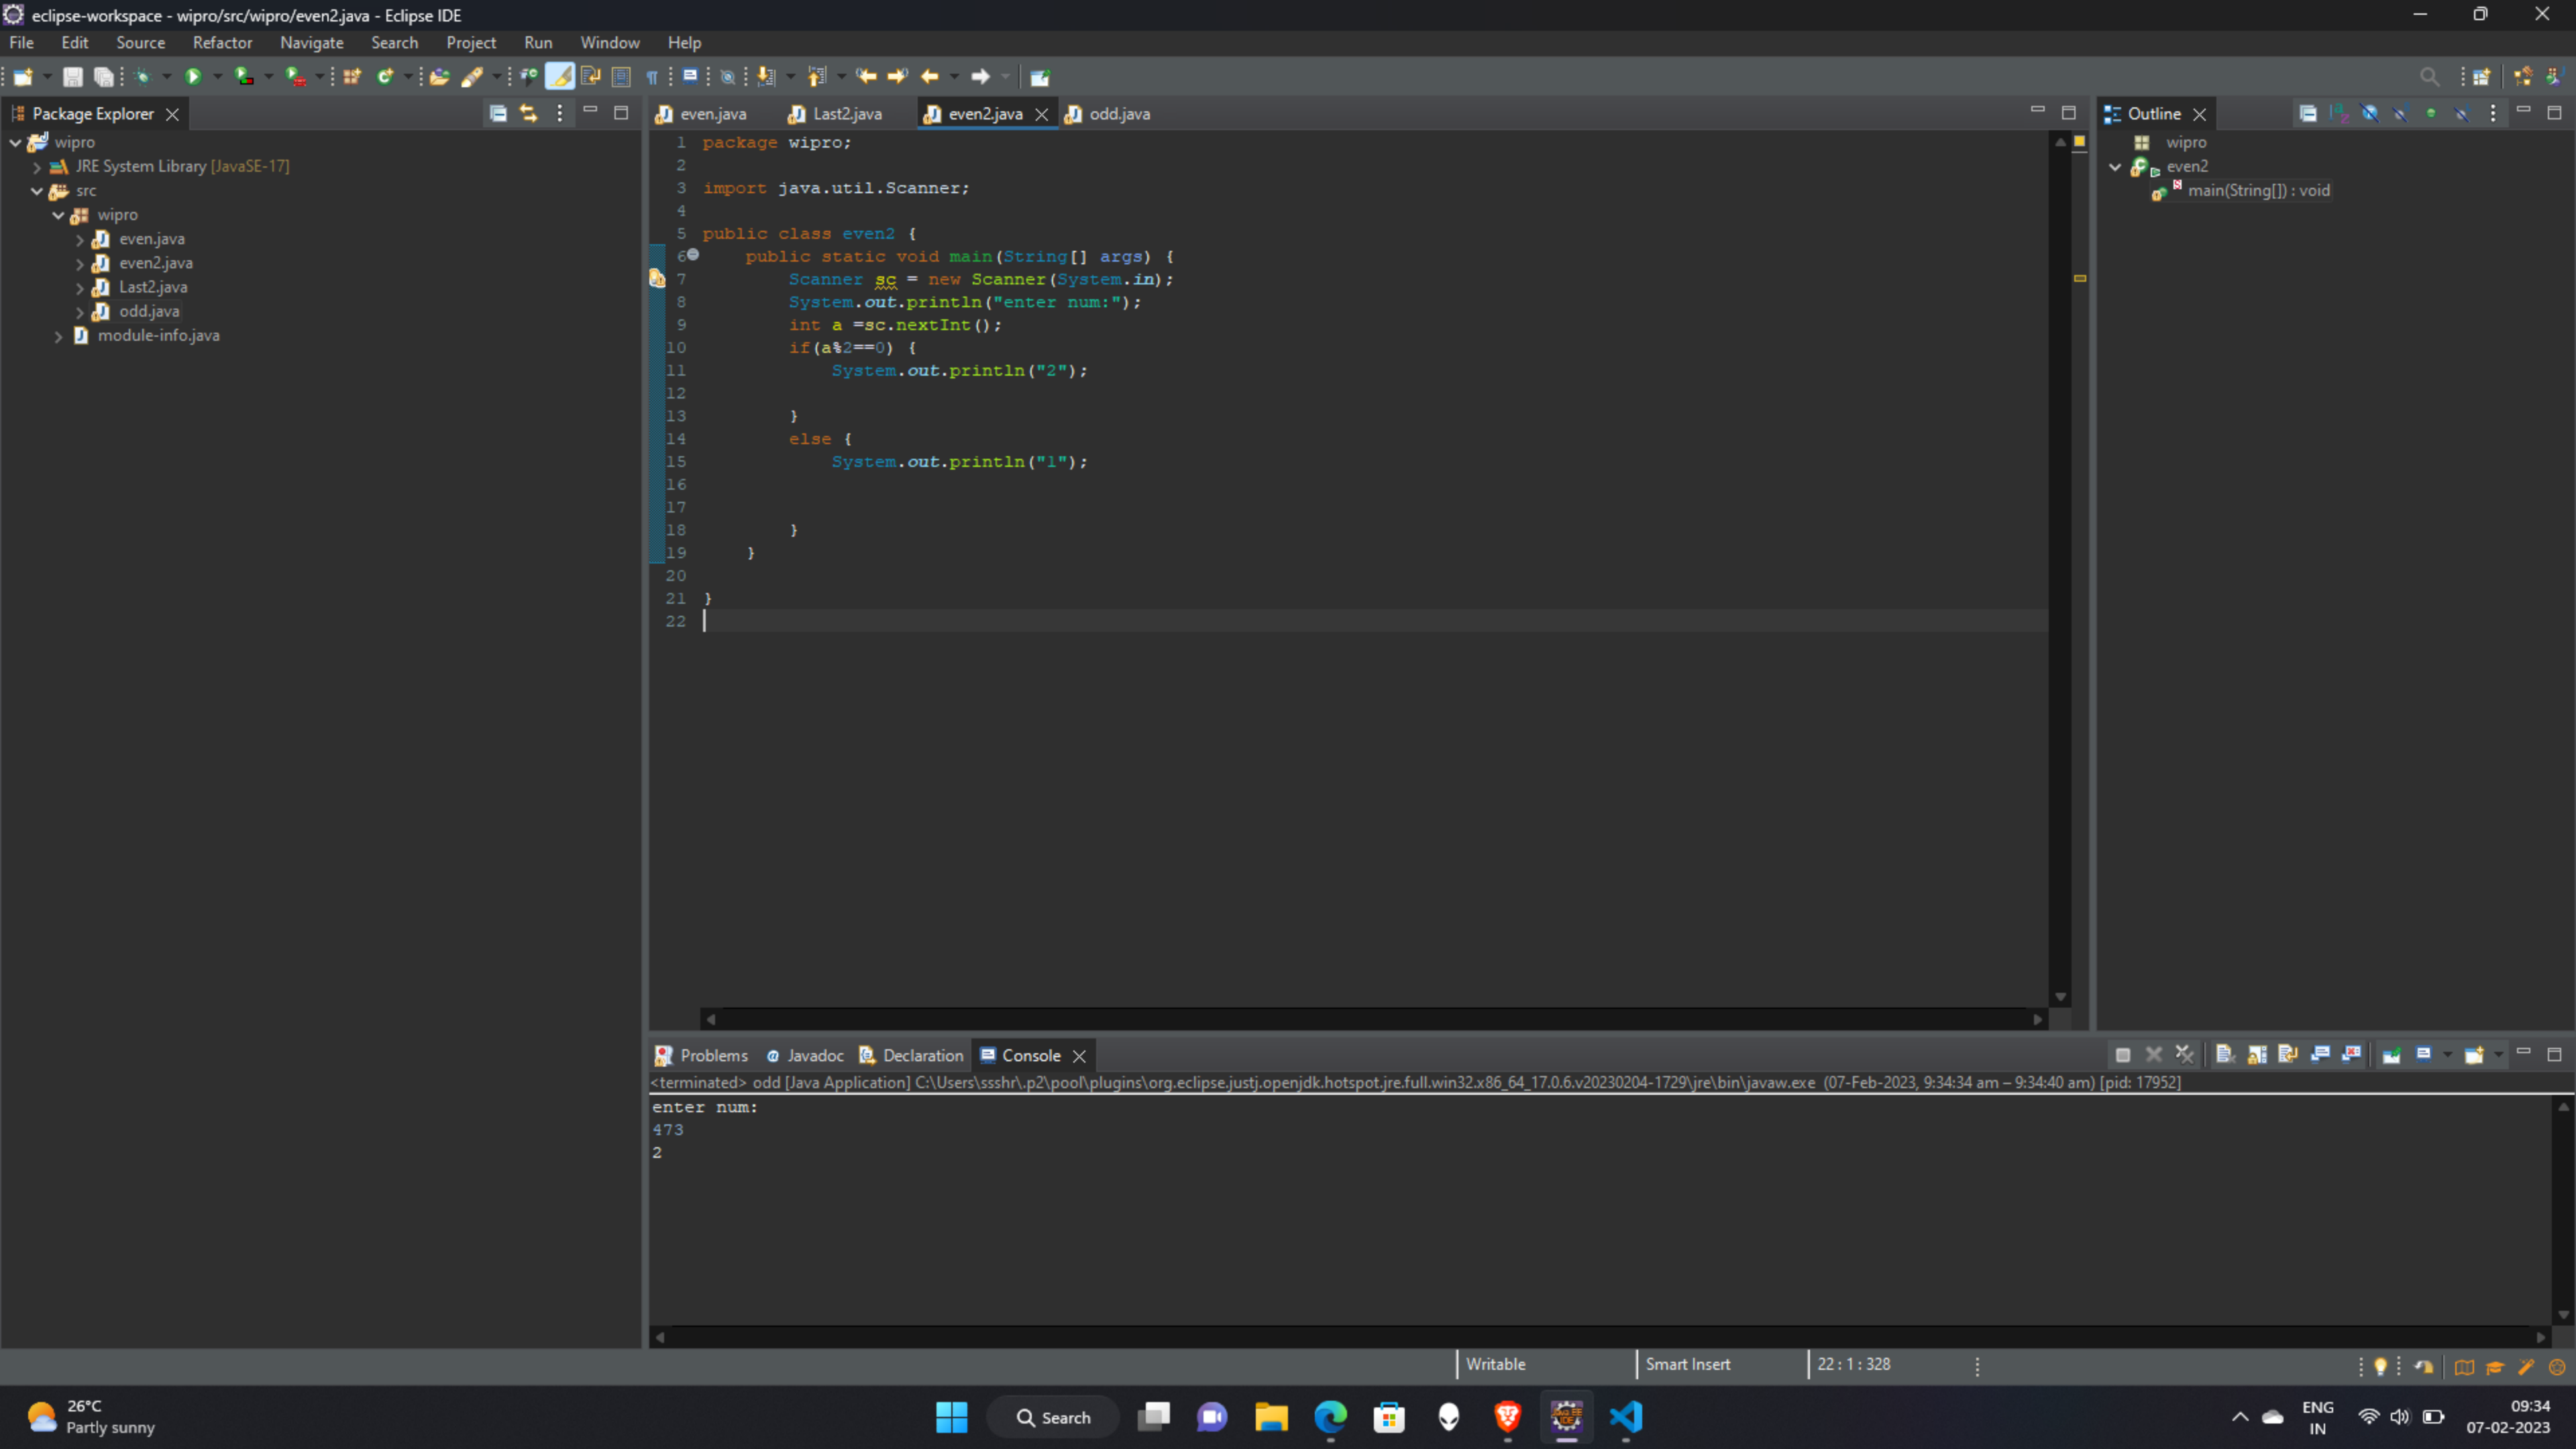 eclipse-workspace - wipro/src/wipro/even2.java - Eclipse IDE
File Edit Source Refactor Navigate Search Project Run Window Help
Package Explorer
wipro
JRE System Library [JavaSE-17]
src
wipro
even.java
even2.java
Last2.java
odd.java
module-info.java
even.java Last2.java even2.java odd.java
1 package wipro;
2
3 import java.util.Scanner;
4
5 public class even2 {
6 public static void main(String[] args) {
7 Scanner sc = new Scanner(System.in);
8 System.out.println("enter num:");
9 int a =sc.nextInt();
10 if(a%2==0) {
11 System.out.println("2");
12
13 }
14 else {
15 System.out.println("1");
16
17
18 }
19 }
20
21 }
22
Outline
wipro
even2
main(String[]) : void
Problems Javadoc Declaration Console
<terminated> odd [Java Application] C:\Users\ssshr\.p2\pool\plugins\org.eclipse.justj.openjdk.hotspot.jre.full.win32.x86_64_17.0.6.v20230204-1729\jre\bin\javaw.exe (07-Feb-2023, 9:34:34 am – 9:34:40 am) [pid: 17952]
enter num:
473
2
Writable Smart Insert 22 : 1 : 328
26°C
Partly sunny
Search
ENG
IN
09:34
07-02-2023